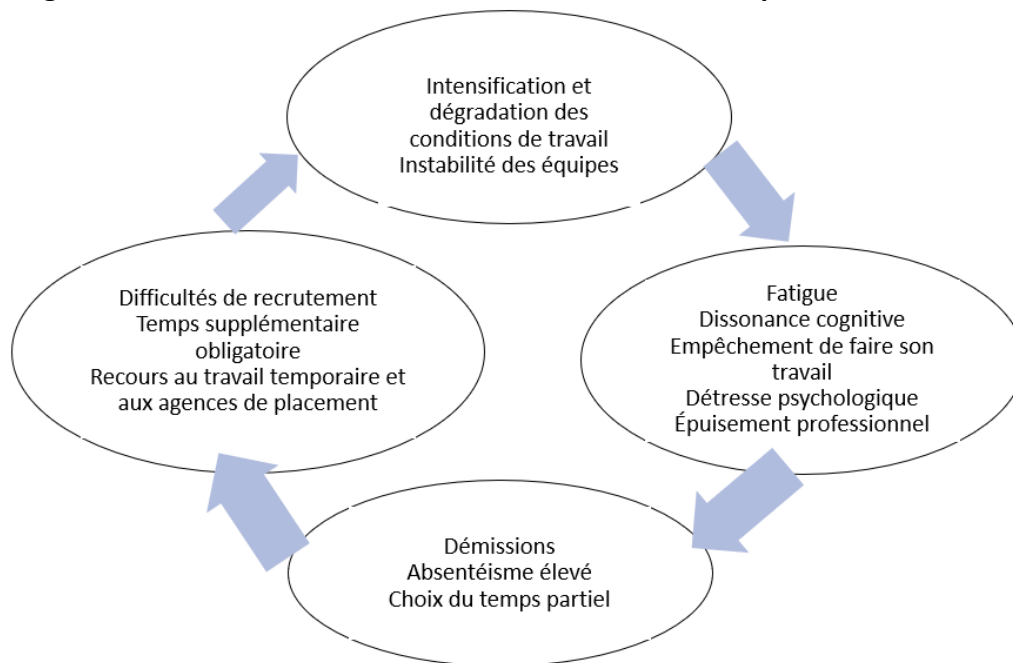 Intensification et
dégradation des
conditions de travail
Instabilité des équipes
Fatigue
Dissonance cognitive
Empêchement de faire son
travail
Détresse psychologique
Épuisement professionnel
Démissions
Absentéisme élevé
Choix du temps partiel
Difficultés de recrutement
Temps supplémentaire
obligatoire
Recours au travail temporaire et
aux agences de placement